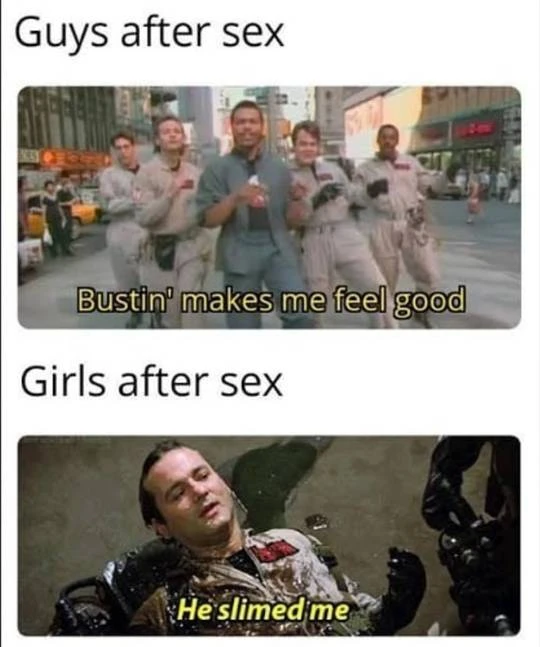 Guys after sex
Bustin' makes me feel good
Girls after sex
He slimed me